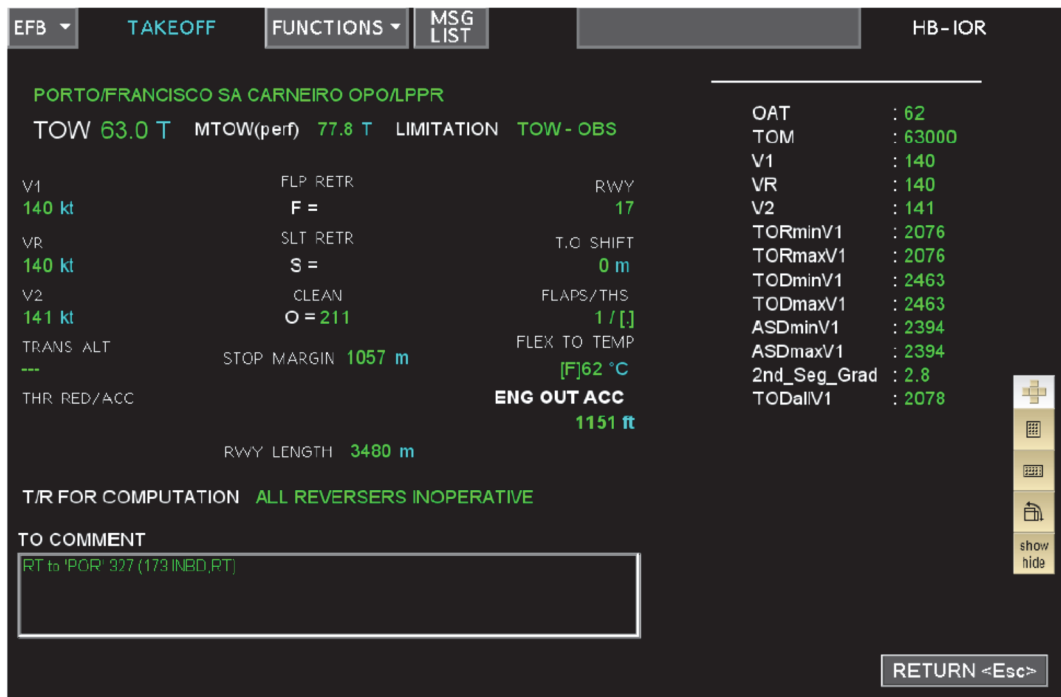 EFB TAKEOFF FUNCTIONS MSG LIST HB-IOR
PORTO/FRANCISCO SA CARNEIRO OPO/LPPR
TOW 63.0 T MTOW(perf) 77.8 T LIMITATION TOW - OBS
V1 FLP RETR RWY
140 kt F = 17
VR SLT RETR T.O SHIFT
140 kt S = 0 m
V2 CLEAN FLAPS/THS
141 kt O = 211 1 / [.]
TRANS ALT STOP MARGIN 1057 m FLEX TO TEMP
--- [F]62 °C
THR RED/ACC ENG OUT ACC
1151 ft
RWY LENGTH 3480 m
T/R FOR COMPUTATION ALL REVERSERS INOPERATIVE
TO COMMENT
RT to 'POR' 327 (173 INBD,RT)
OAT : 62
TOM : 63000
V1 : 140
VR : 140
V2 : 141
TORminV1 : 2076
TORmaxV1 : 2076
TODminV1 : 2463
TODmaxV1 : 2463
ASDminV1 : 2394
ASDmaxV1 : 2394
2nd_Seg_Grad : 2.8
TODallV1 : 2078
show
hide
RETURN <Esc>